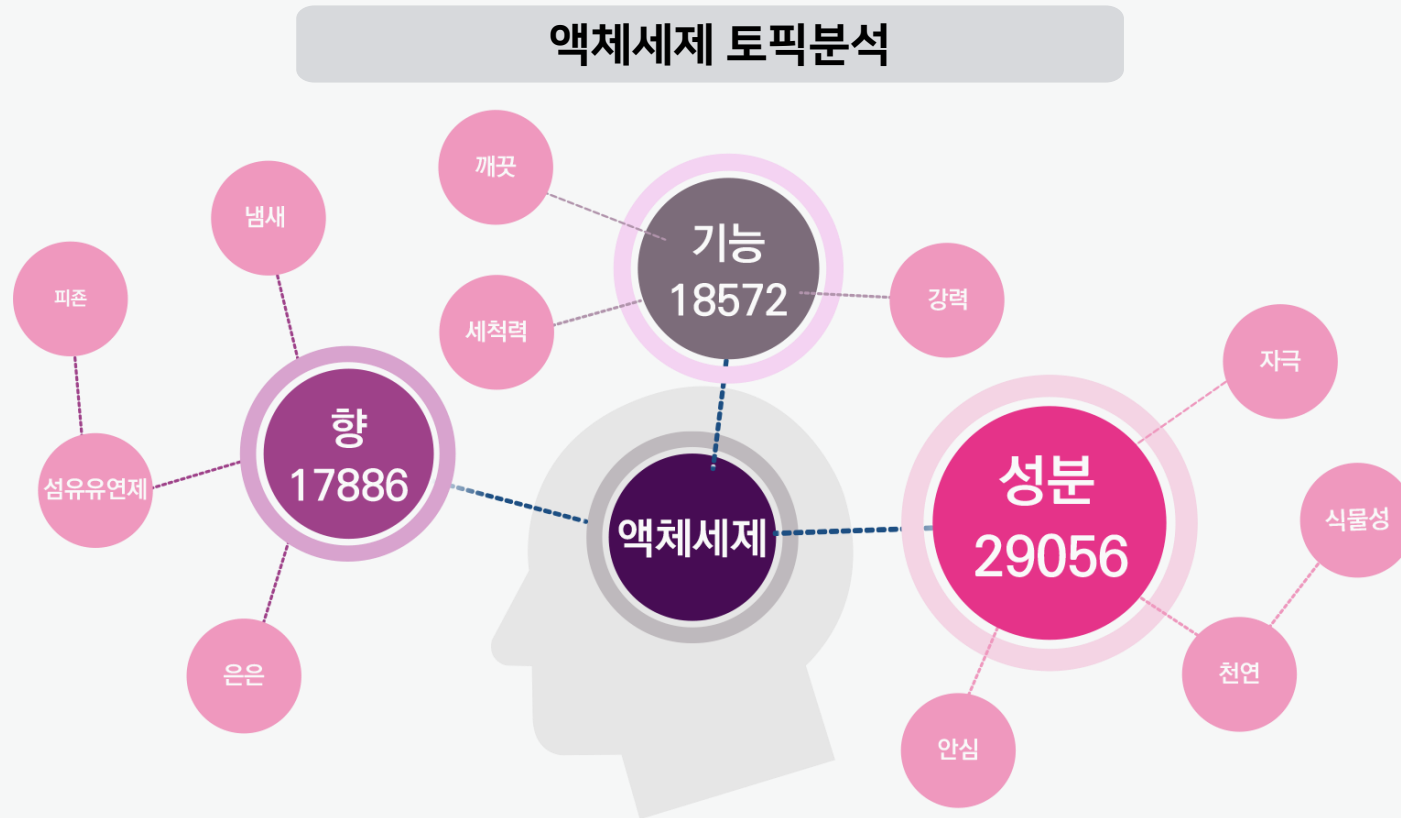 액체세제 토픽분석
깨끗
냄새
기능
18572
피죤
세척력
강력
자극
향
17886
성분
29056
섬유유연제
액체세제
식물성
은은
천연
안심